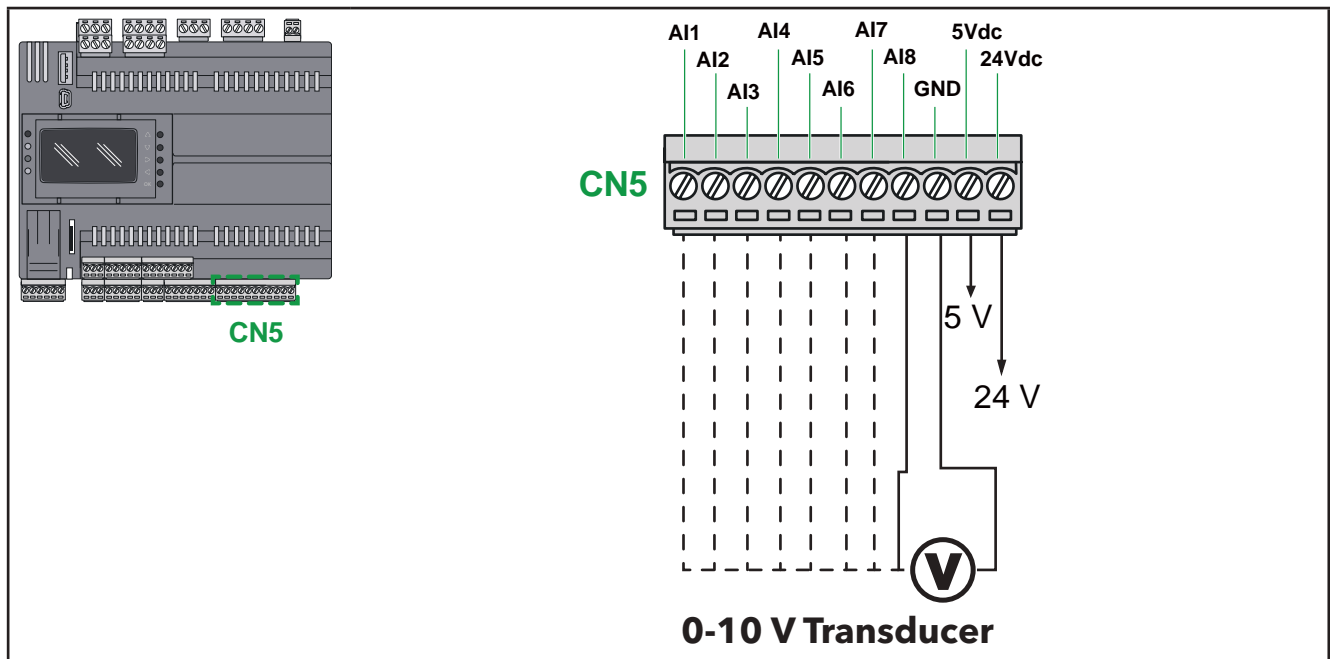 AI1 AI4 AI7 5Vdc
AI2 AI5 AI8 24Vdc
AI3 AI6 GND
CN5
CN5
5 V
24 V
V
0-10 V Transducer